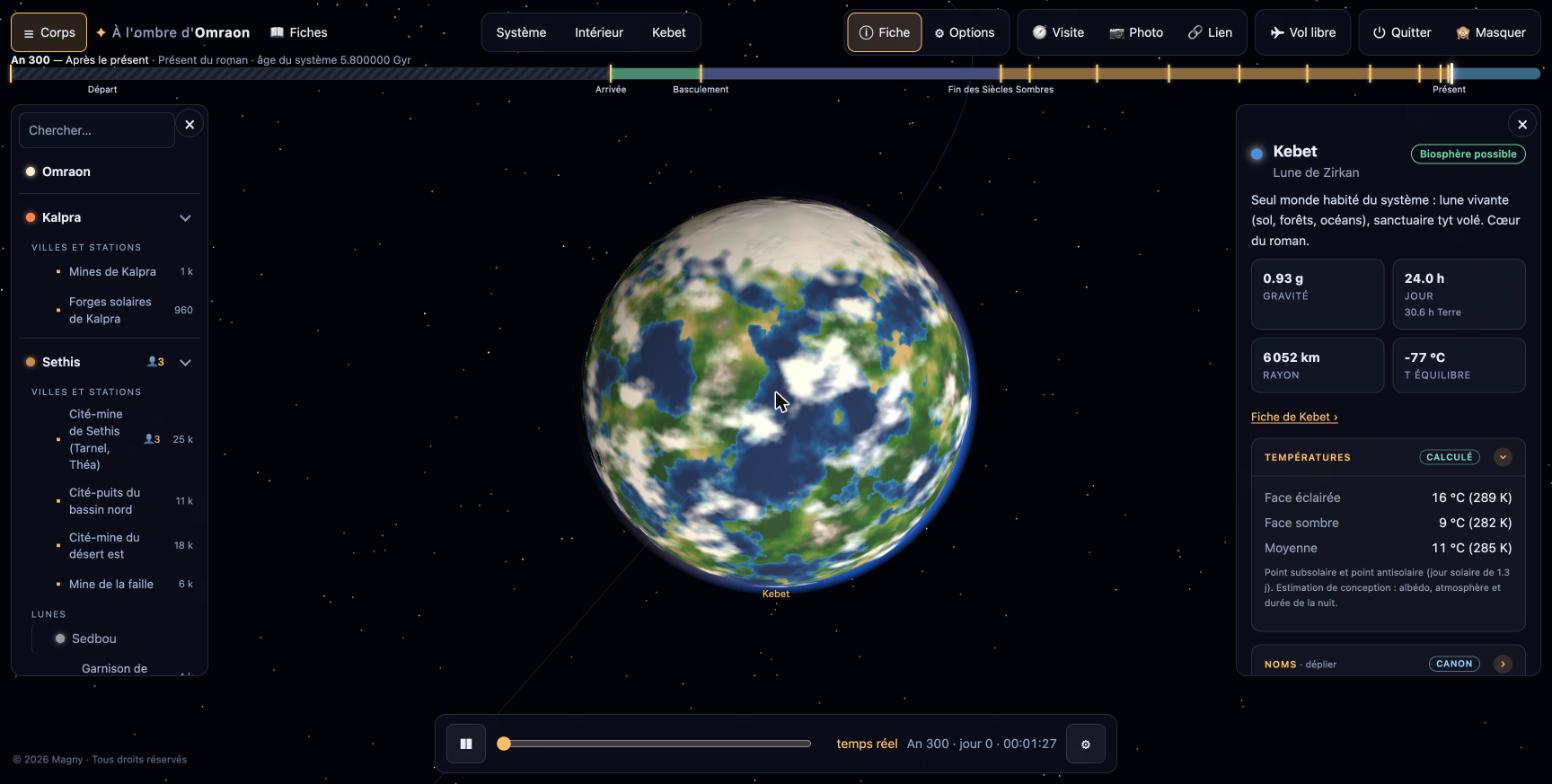 Corps
À l'ømbre d'Omraon
Fiches
Système
Intérieur
Kebet
Fiche
Options
Visite
Photo
Lien
Vol libre
Quitter
Masquer
An 300 — Après le présent · Présent du roman · âge du système 5.800000 Gyr
Départ
Arrivée
Basculement
Fin des Siècles Sombres
Présent
Chercher...
Omraon
Kalpra
VILLES ET STATIONS
Mines de Kalpra 1 k
Forges solaires
de Kalpra
960
Sethis 3
VILLES ET STATIONS
Cité-mine
de Sethis
(Tarnel,
Théa)
3 25 k
Cité-puits du
bassin nord
11 k
Cité-mine du
désert est
18 k
Mine de la faille 6 k
LUNES
Sedbou
Garnison de
Kebet
Kebet
Biosphère possible
Lune de Zirkan
Seul monde habité du système : lune vivante
(sol, forêts, océans), sanctuaire tyt volé. Cœur
du roman.
0.93 g
GRAVITÉ
24.0 h
JOUR
30.6 h Terre
6 052 km
RAYON
-77 °C
T ÉQUILIBRE
Fiche de Kebet ›
TEMPÉRATURES CALCULÉ
Face éclairée 16 °C (289 K)
Face sombre 9 °C (282 K)
Moyenne 11 °C (285 K)
Point subsolaire et point antisolaire (jour solaire de 1.3
j). Estimation de conception : albédo, atmosphère et
durée de la nuit.
NOMS · déplier CANON
temps réel An 300 · jour 0 · 00:01:27
© 2026 Magny · Tous droits réservés